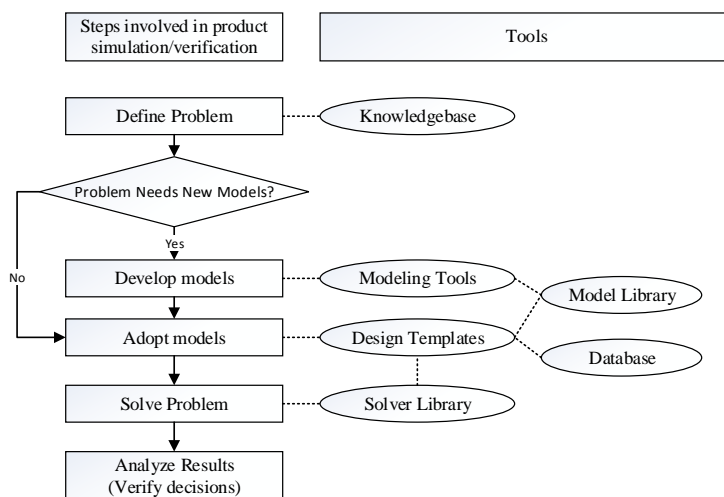 Steps involved in product
simulation/verification
Tools
Define Problem
Knowledgebase
Problem Needs New Models?
Yes
No
Develop models
Modeling Tools
Model Library
Adopt models
Design Templates
Database
Solve Problem
Solver Library
Analyze Results
(Verify decisions)